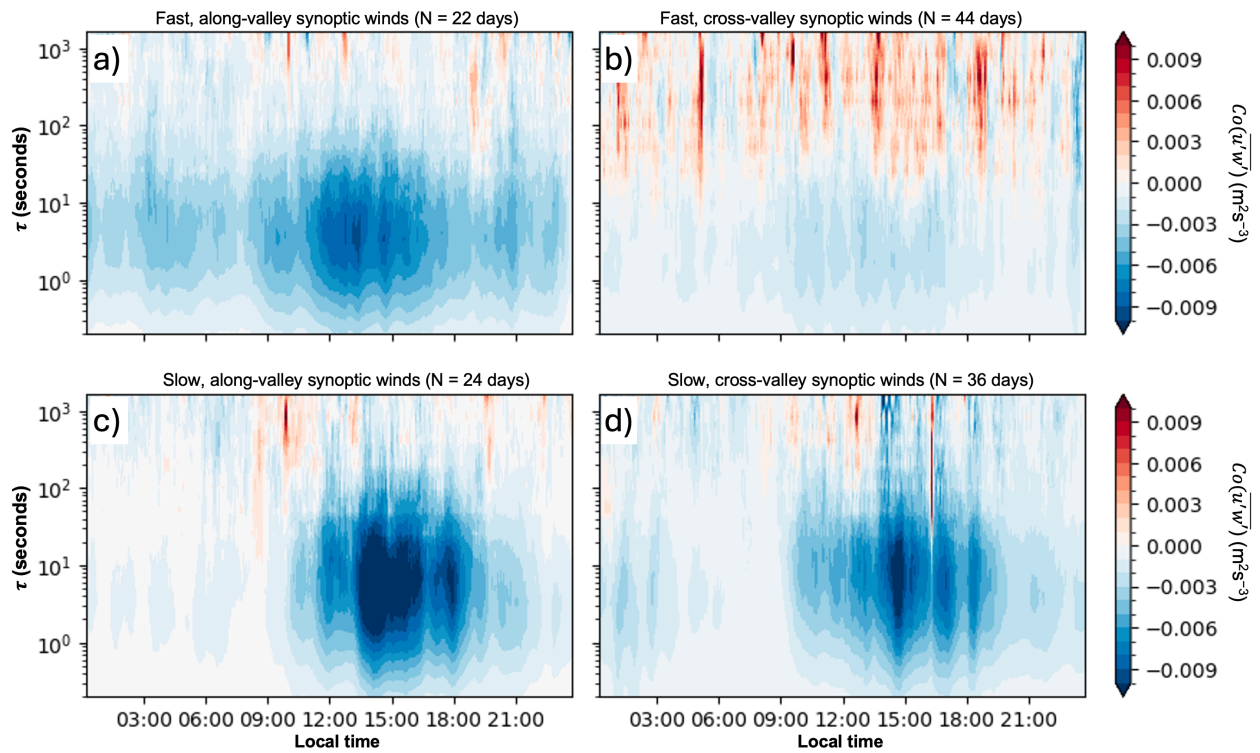 Fast, along-valley synoptic winds (N = 22 days)
Fast, cross-valley synoptic winds (N = 44 days)
a)
b)
10³
10²
10¹
10⁰
τ (seconds)
0.009
0.006
0.003
0.000
−0.003
−0.006
−0.009
Co(u'w') (m²s⁻³)
Slow, along-valley synoptic winds (N = 24 days)
Slow, cross-valley synoptic winds (N = 36 days)
c)
d)
10³
10²
10¹
10⁰
τ (seconds)
0.009
0.006
0.003
0.000
−0.003
−0.006
−0.009
Co(u'w') (m²s⁻³)
03:00 06:00 09:00 12:00 15:00 18:00 21:00
03:00 06:00 09:00 12:00 15:00 18:00 21:00
Local time
Local time